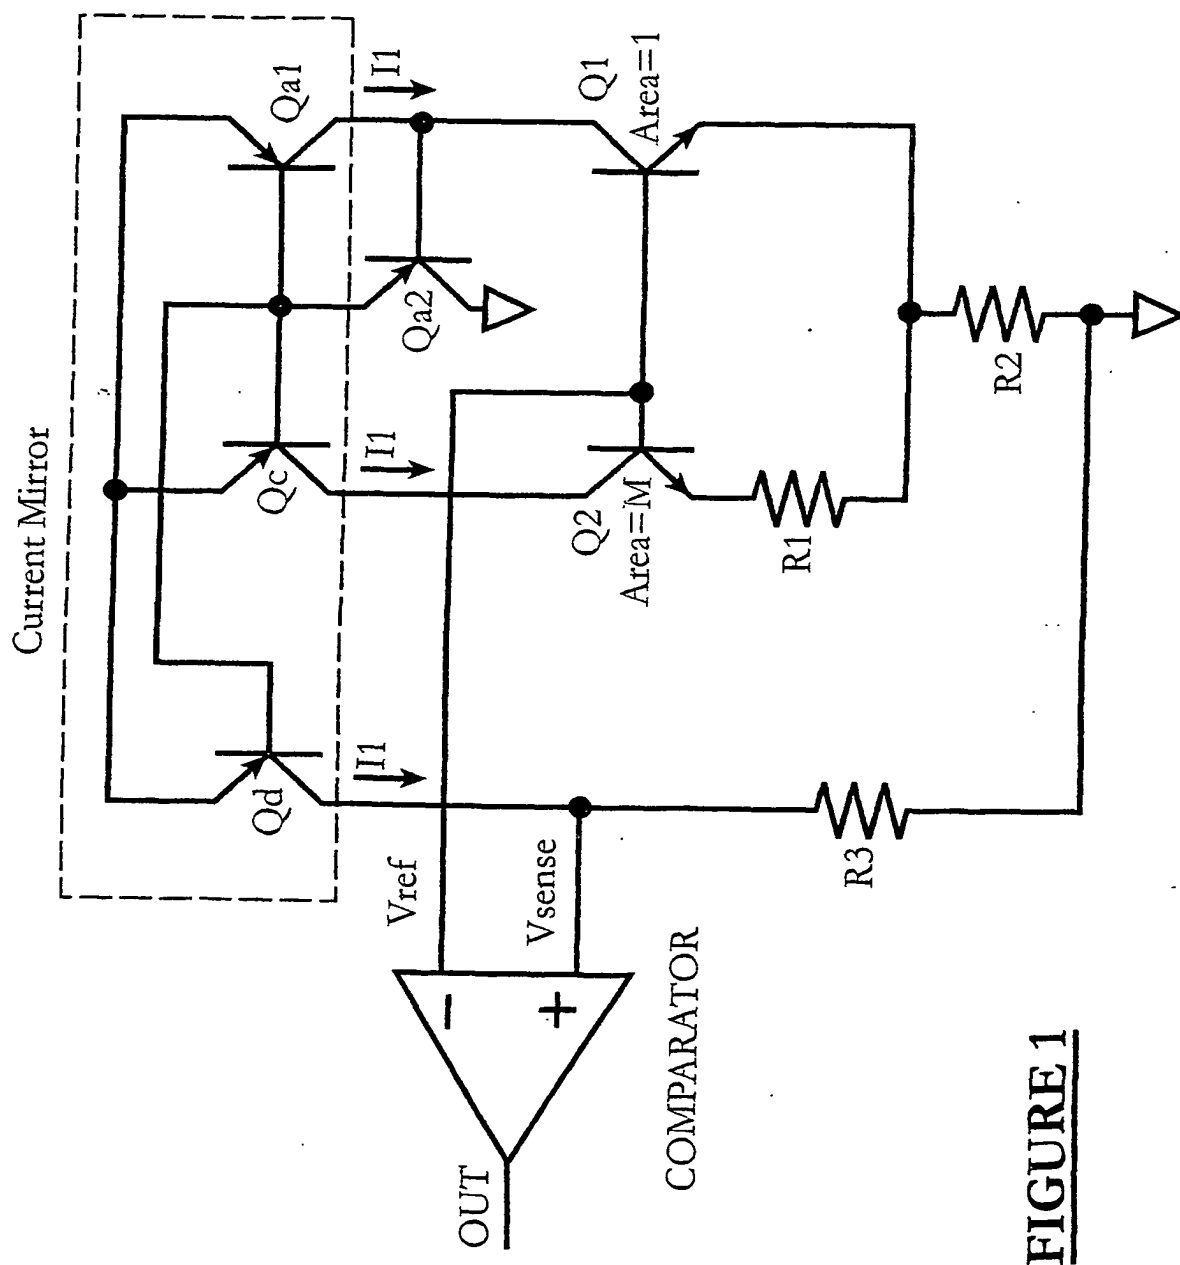 Current Mirror
Qd
Qc
Qa1
I1
I1
I1
Qa2
Vref
Vsense
OUT
−
+
COMPARATOR
Q2
Area=M
Q1
Area=1
R1
R2
R3
FIGURE 1